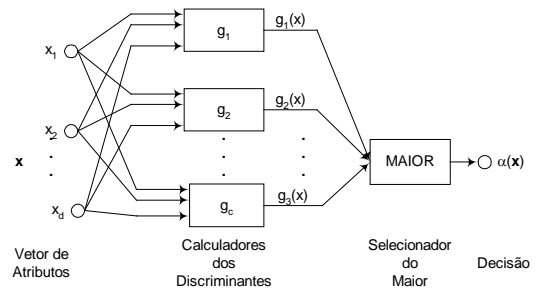 x1
g1
g1(x)
x2
g2
g2(x)
x
MAIOR
α(x)
xd
gc
g3(x)
Vetor de
Atributos
Calculadores
dos
Discriminantes
Selecionador
do
Maior
Decisão